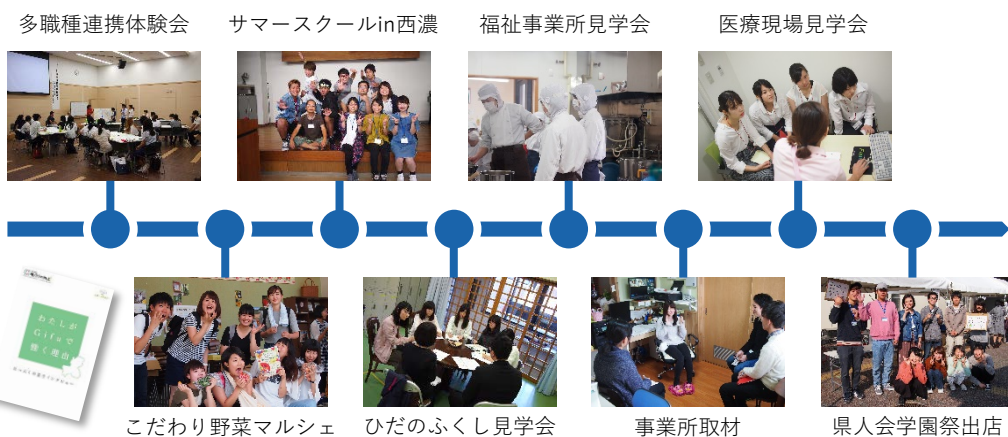 多職種連携体験会
サマースクールin西濃
福祉事業所見学会
医療現場見学会
わたしが
Gifuで
働く理由
こだわり野菜マルシェ
ひだのふくし見学会
事業所取材
県人会学園祭出店